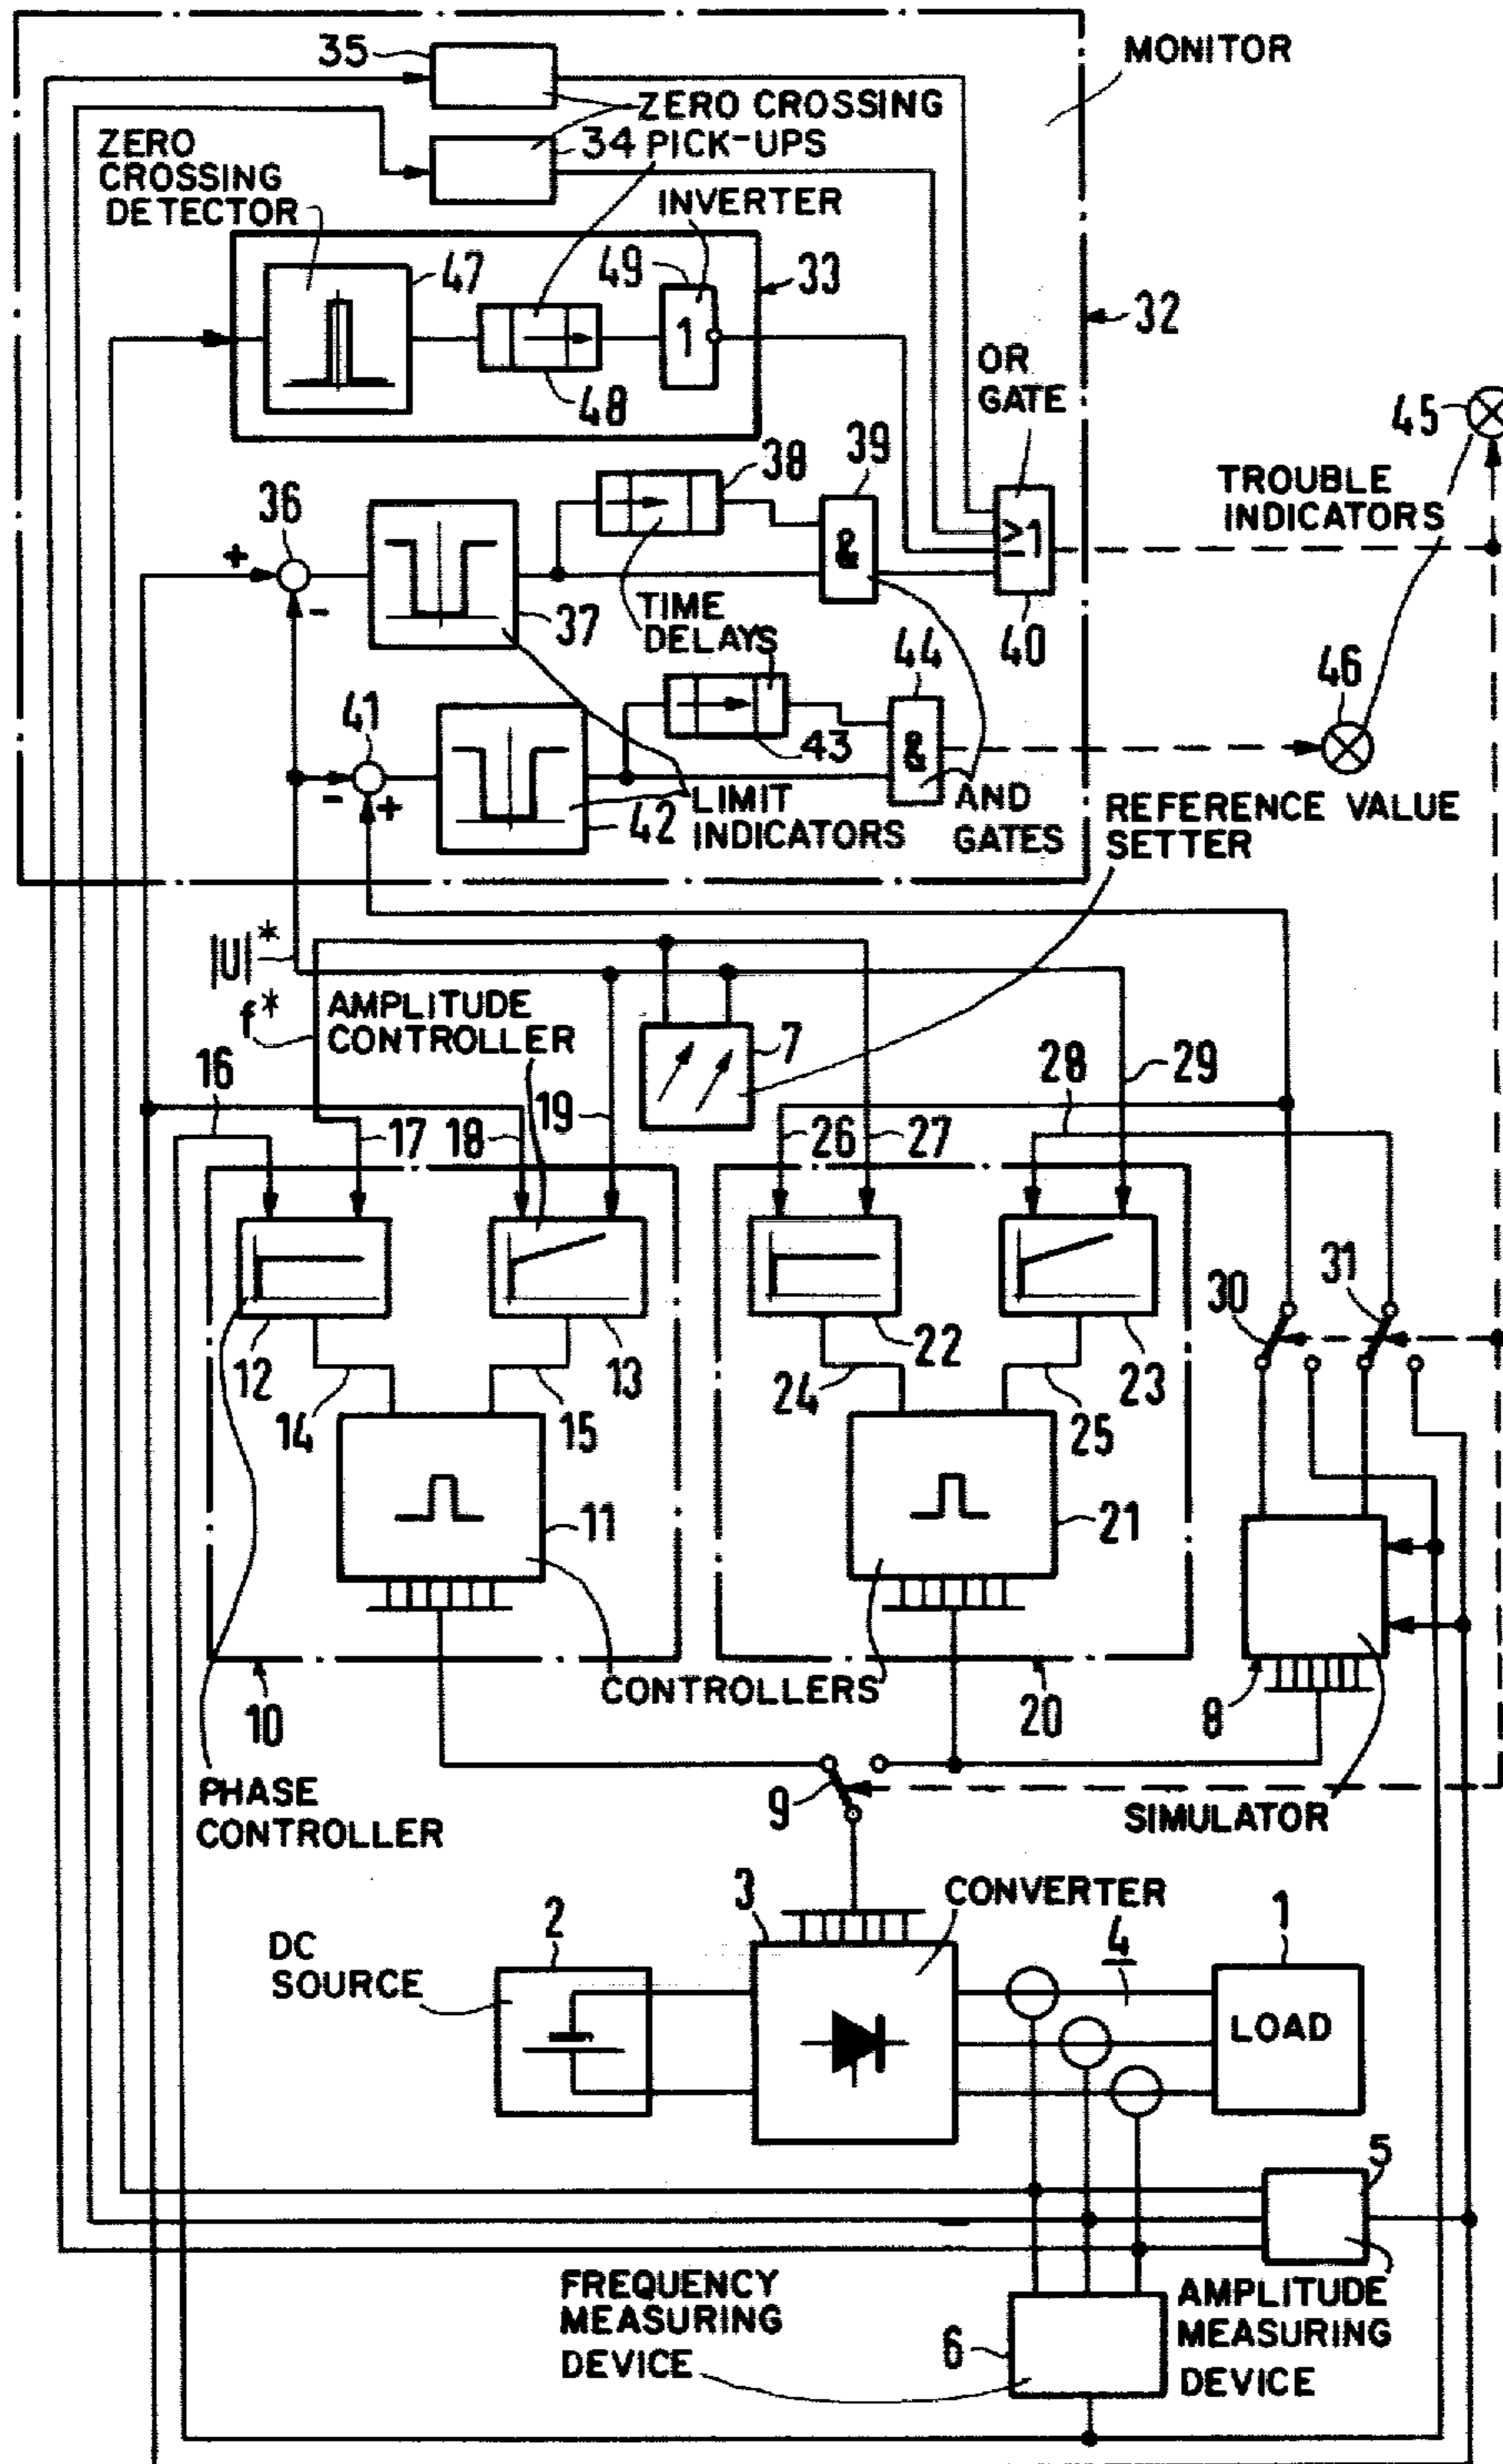 35
MONITOR
ZERO CROSSING
34 PICK-UPS
ZERO
CROSSING
DETECTOR
INVERTER
47
49
33
1
48
32
OR
GATE
45
38
39
36
TROUBLE
INDICATORS
+
-
&
≥1
37
TIME
DELAYS
40
44
46
41
43
&
-
+
42
LIMIT
INDICATORS
AND
GATES
REFERENCE VALUE
SETTER
|U|*
f*
AMPLITUDE
CONTROLLER
7
16
17
18
19
26
27
28
29
30
31
12
13
22
23
14
15
24
25
11
21
CONTROLLERS
10
20
8
PHASE
CONTROLLER
9
SIMULATOR
3
CONVERTER
2
4
1
DC
SOURCE
LOAD
5
FREQUENCY
MEASURING
DEVICE
6
AMPLITUDE
MEASURING
DEVICE